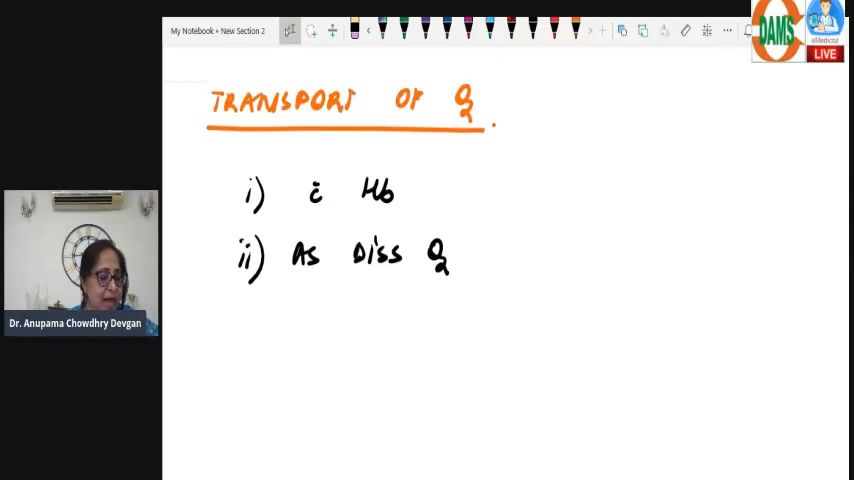 My Notebook » New Section 2
DAMS
eMedicoz
LIVE
TRANSPORT OF O2.
i) c̄ Hb
ii) AS DISS O2
Dr. Anupama Chowdhry Devgan